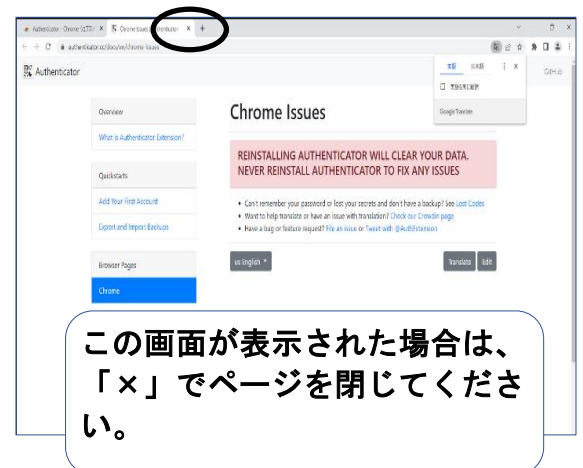 Authenticator - Chrome
Chrome Issues
authenticator.cc/docs/en/chrome-issues
Authenticator
GitHub
英語 日本語
Google Translate
Overview
What is Authenticator Extension?
Quickstarts
Add Your First Account
Export and Import Backups
Browser Pages
Chrome
Chrome Issues
REINSTALLING AUTHENTICATOR WILL CLEAR YOUR DATA.
NEVER REINSTALL AUTHENTICATOR TO FIX ANY ISSUES
Can't remember your password or lost your secrets and don't have a backup? See Lost Codes
Want to help translate or have an issue with translation? Check our Crowdin page
Have a bug or feature request? File an issue or Tweet with @AuthExtension
us English
Translate Edit
この画面が表示された場合は、
「×」でページを閉じてくださ
い。